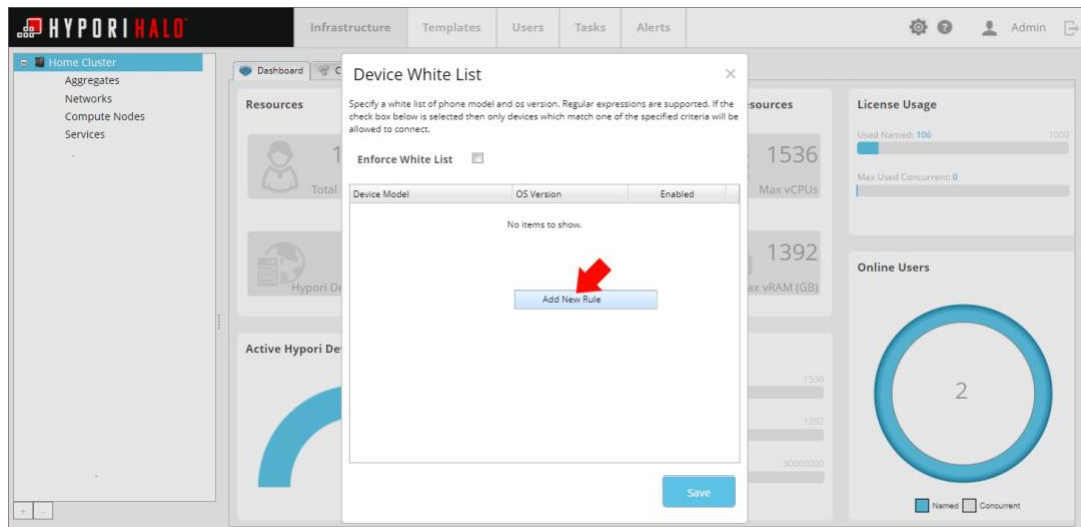 HYPORI HALO
Infrastructure
Templates
Users
Tasks
Alerts
Admin
Home Cluster
Aggregates
Networks
Compute Nodes
Services
Dashboard
C
Resources
1
Total
Hypori De
Active Hypori De
Device White List
Specify a white list of phone model and os version. Regular expressions are supported. If the
check box below is selected then only devices which match one of the specified criteria will be
allowed to connect.
Enforce White List
Device Model
OS Version
Enabled
No items to show.
Add New Rule
Save
sources
1536
Max vCPUs
1392
ax vRAM (GB)
1536
1392
30000000
License Usage
Used Named: 106
1000
Max Used Concurrent: 0
Online Users
2
Named
Concurrent
+
-